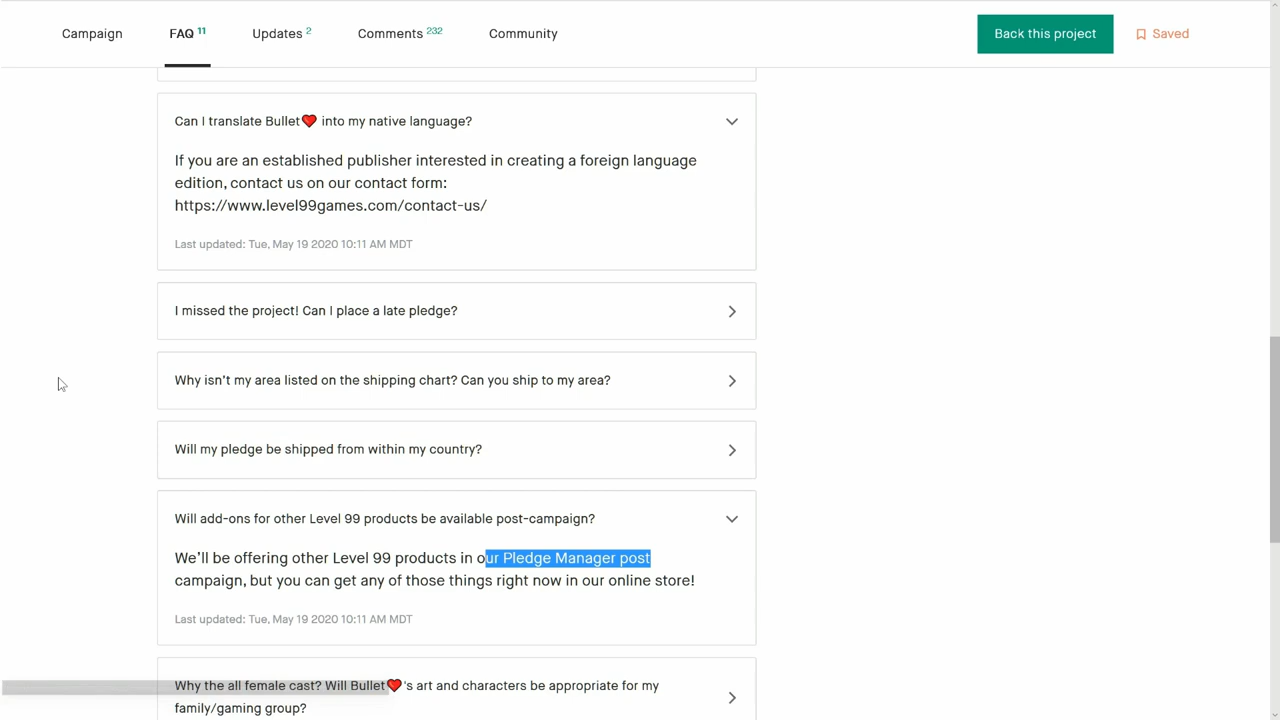 Campaign FAQ 11 Updates 2 Comments 232 Community Back this project Saved
Can I translate Bullet❤️ into my native language?
If you are an established publisher interested in creating a foreign language
edition, contact us on our contact form:
https://www.level99games.com/contact-us/
Last updated: Tue, May 19 2020 10:11 AM MDT
I missed the project! Can I place a late pledge?
Why isn't my area listed on the shipping chart? Can you ship to my area?
Will my pledge be shipped from within my country?
Will add-ons for other Level 99 products be available post-campaign?
We'll be offering other Level 99 products in our Pledge Manager post
campaign, but you can get any of those things right now in our online store!
Last updated: Tue, May 19 2020 10:11 AM MDT
Why the all female cast? Will Bullet❤️'s art and characters be appropriate for my
family/gaming group?